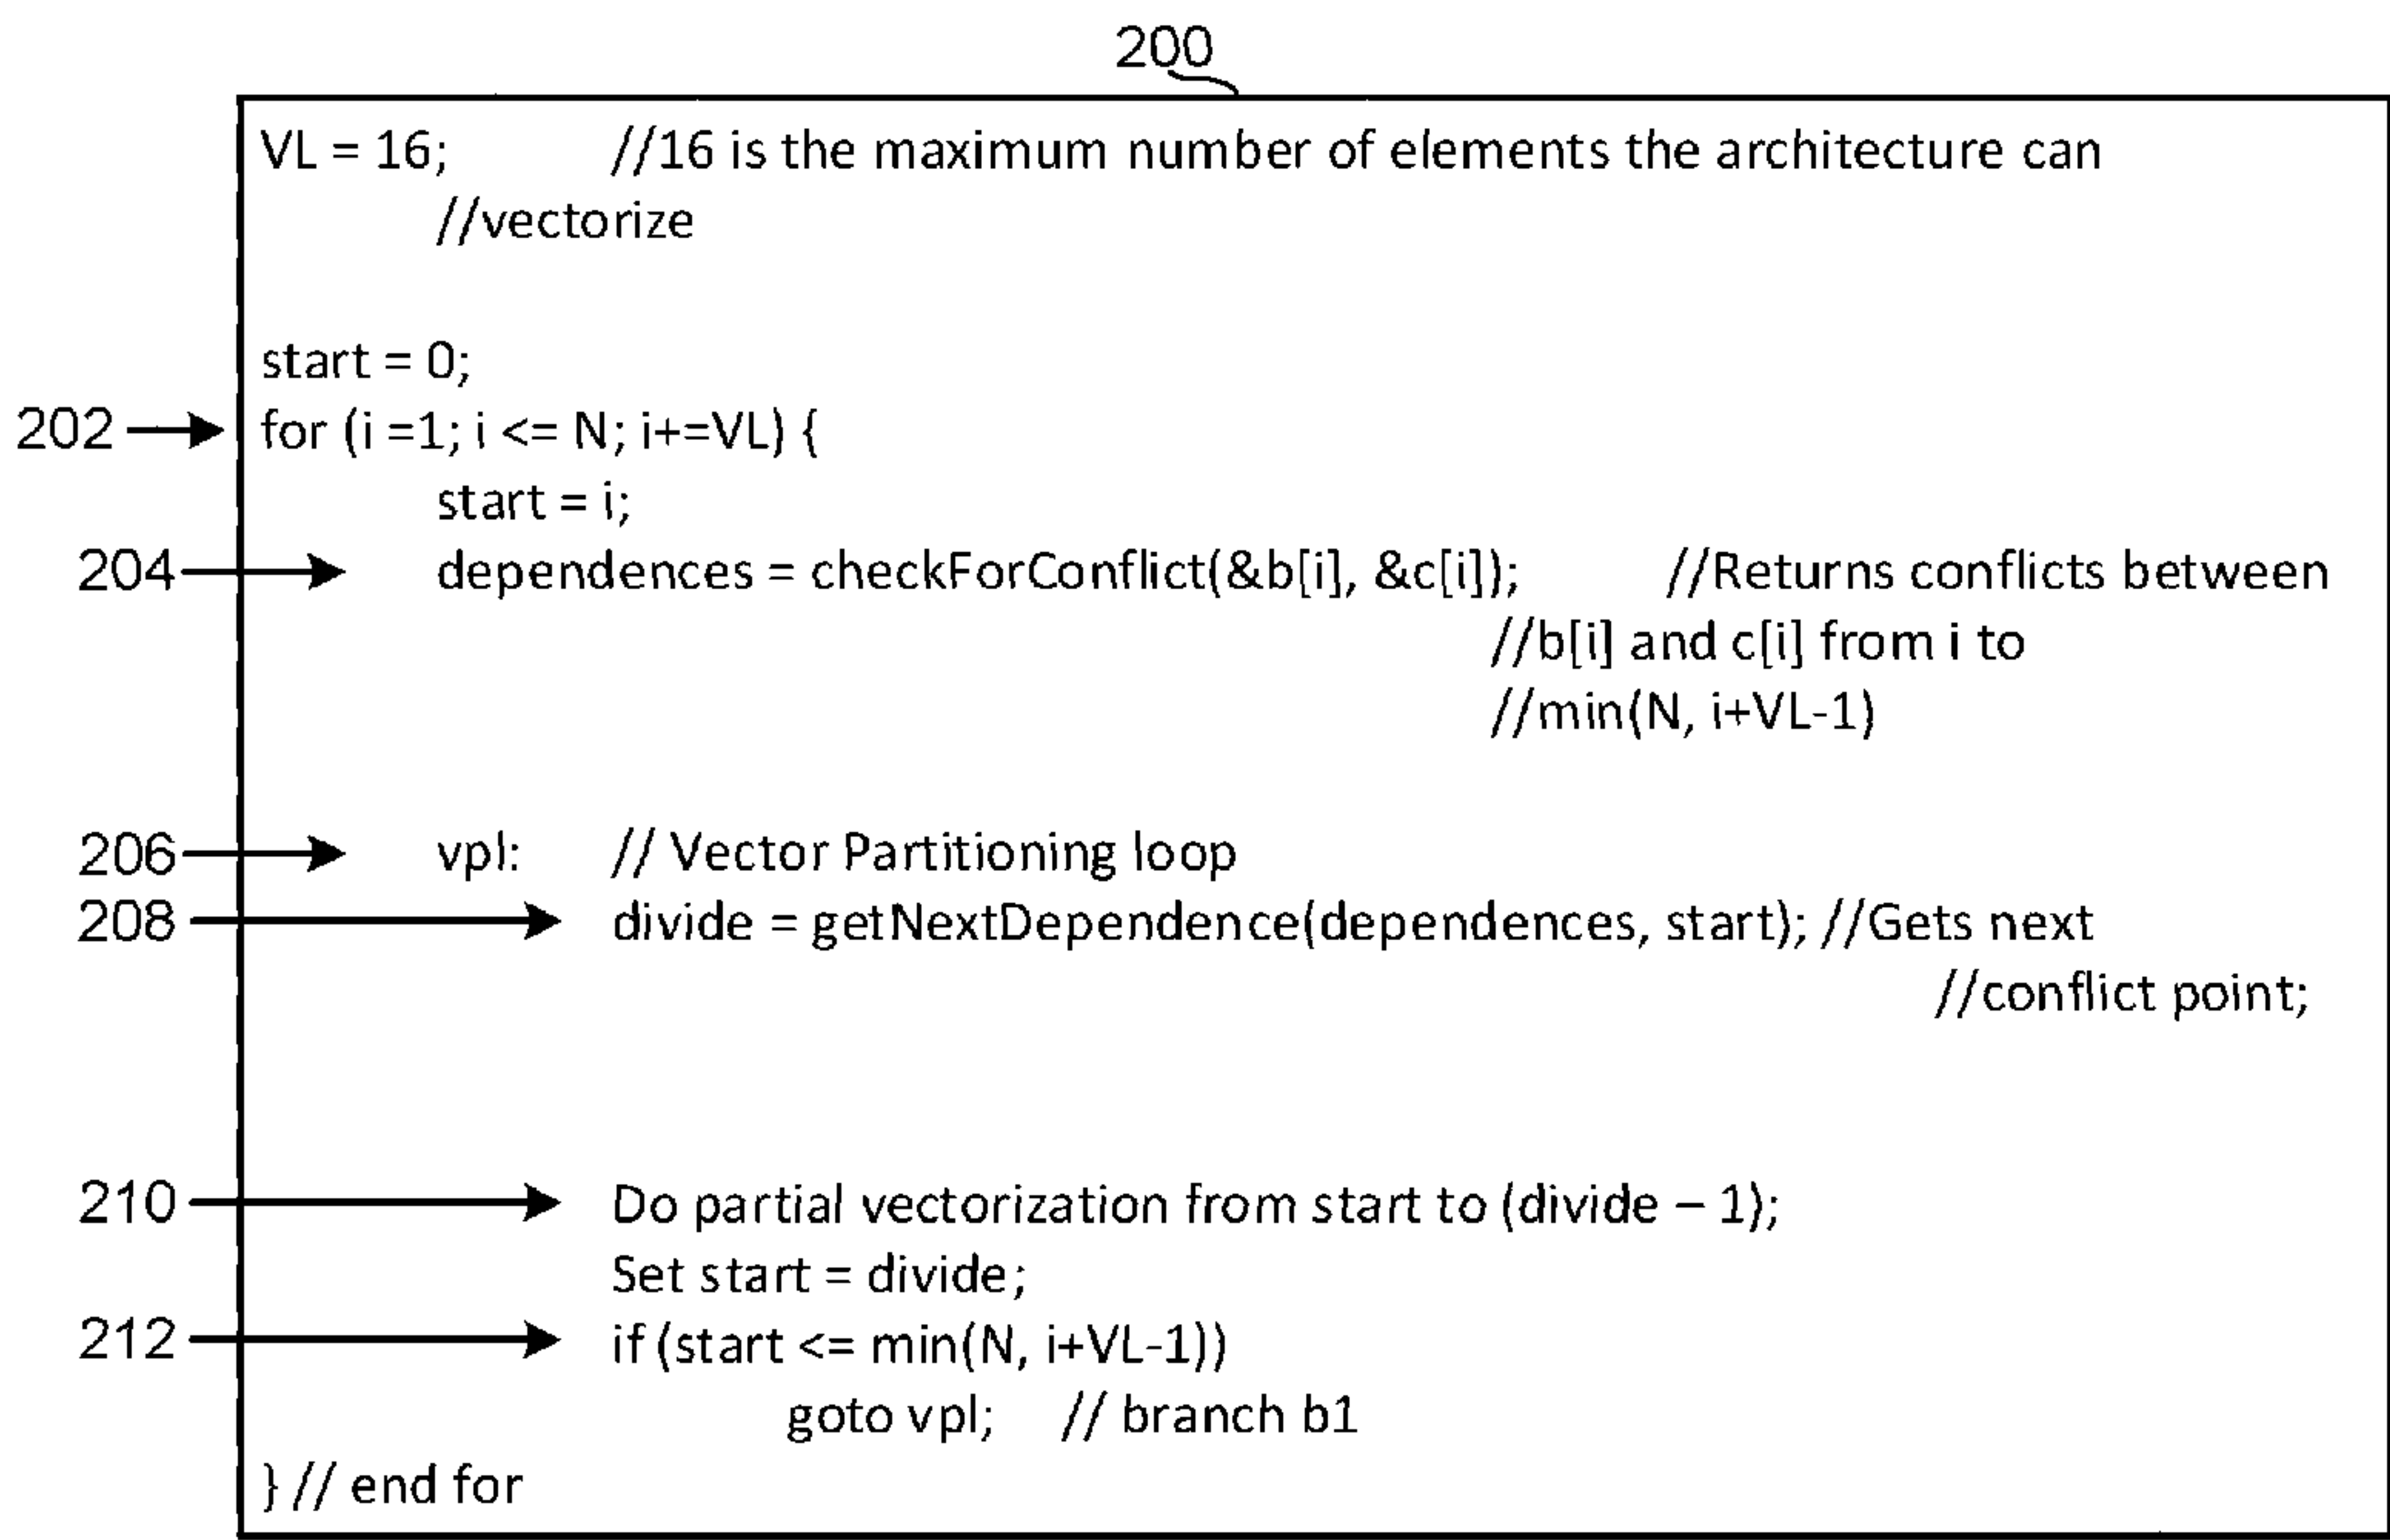 200
VL = 16; //16 is the maximum number of elements the architecture can
//vectorize
start = 0;
202 for (i =1; i <= N; i+=VL) {
start = i;
204 dependences = checkForConflict(&b[i], &c[i]); //Returns conflicts between
//b[i] and c[i] from i to
//min(N, i+VL-1)
206 vpl: // Vector Partitioning loop
208 divide = getNextDependence(dependences, start); //Gets next
//conflict point;
210 Do partial vectorization from start to (divide – 1);
Set start = divide;
212 if (start <= min(N, i+VL-1))
goto vpl; // branch b1
} // end for